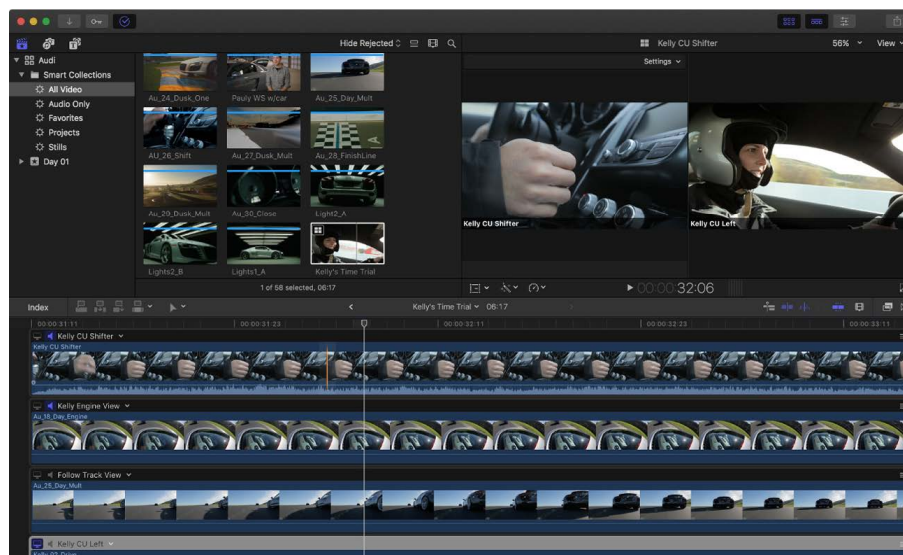 Hide Rejected
Kelly CU Shifter
56%
View
Audi
Smart Collections
All Video
Audio Only
Favorites
Projects
Stills
Day 01
Au_24_Dusk_One
Pauly WS w/car
Au_25_Day_Mult
AU_26_Shift
Au_27_Dusk_Mult
Au_28_FinishLine
Au_29_Dusk_Mult
Au_30_Close
Light2_A
Lights2_B
Lights1_A
Kelly's Time Trial
1 of 58 selected, 06:17
Settings
Kelly CU Shifter
Kelly CU Left
00:00:32:06
Index
Kelly's Time Trial
06:17
00:00:31:11
00:00:31:23
00:00:32:11
00:00:32:23
00:00:33:11
Kelly CU Shifter
Kelly CU Shifter
Kelly Engine View
Au_18_Day_Engine
Follow Track View
Au_25_Day_Mult
Kelly CU Left